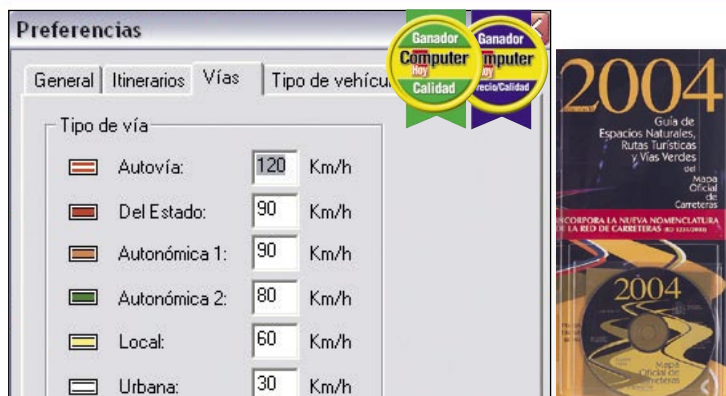 Preferencias
General Itinerarios Vías Tipo de vehícu
Ganador
Computer
Hoy
Calidad
Ganador
mputer
oy
recio/Calidad
Tipo de vía
Autovía: 120 Km/h
Del Estado: 90 Km/h
Autonómica 1: 90 Km/h
Autonómica 2: 80 Km/h
Local: 60 Km/h
Urbana: 30 Km/h
2004
Guía de
Espacios Naturales,
Rutas Turísticas
y Vías Verdes
del
Mapa
Oficial
de
Carreteras
INCORPORA LA NUEVA NOMENCLATURA
DE LA RED DE CARRETERAS
2004
Mapa
Oficial de
Carreteras